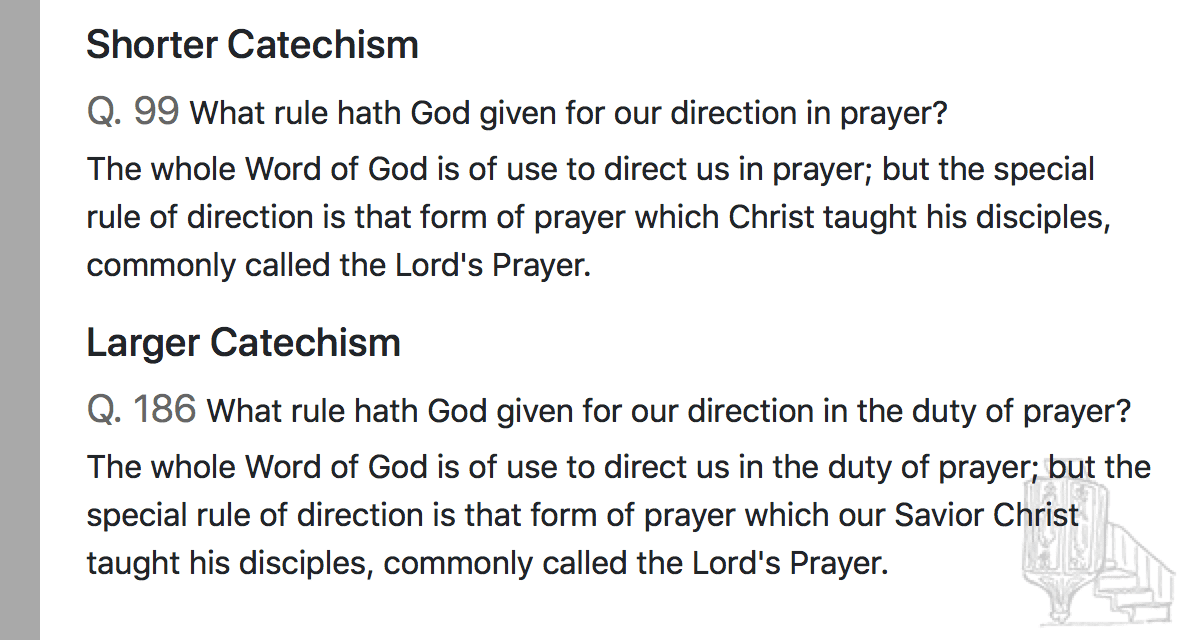 Shorter Catechism
Q. 99 What rule hath God given for our direction in prayer?
The whole Word of God is of use to direct us in prayer; but the special
rule of direction is that form of prayer which Christ taught his disciples,
commonly called the Lord's Prayer.
Larger Catechism
Q. 186 What rule hath God given for our direction in the duty of prayer?
The whole Word of God is of use to direct us in the duty of prayer; but the
special rule of direction is that form of prayer which our Savior Christ
taught his disciples, commonly called the Lord's Prayer.